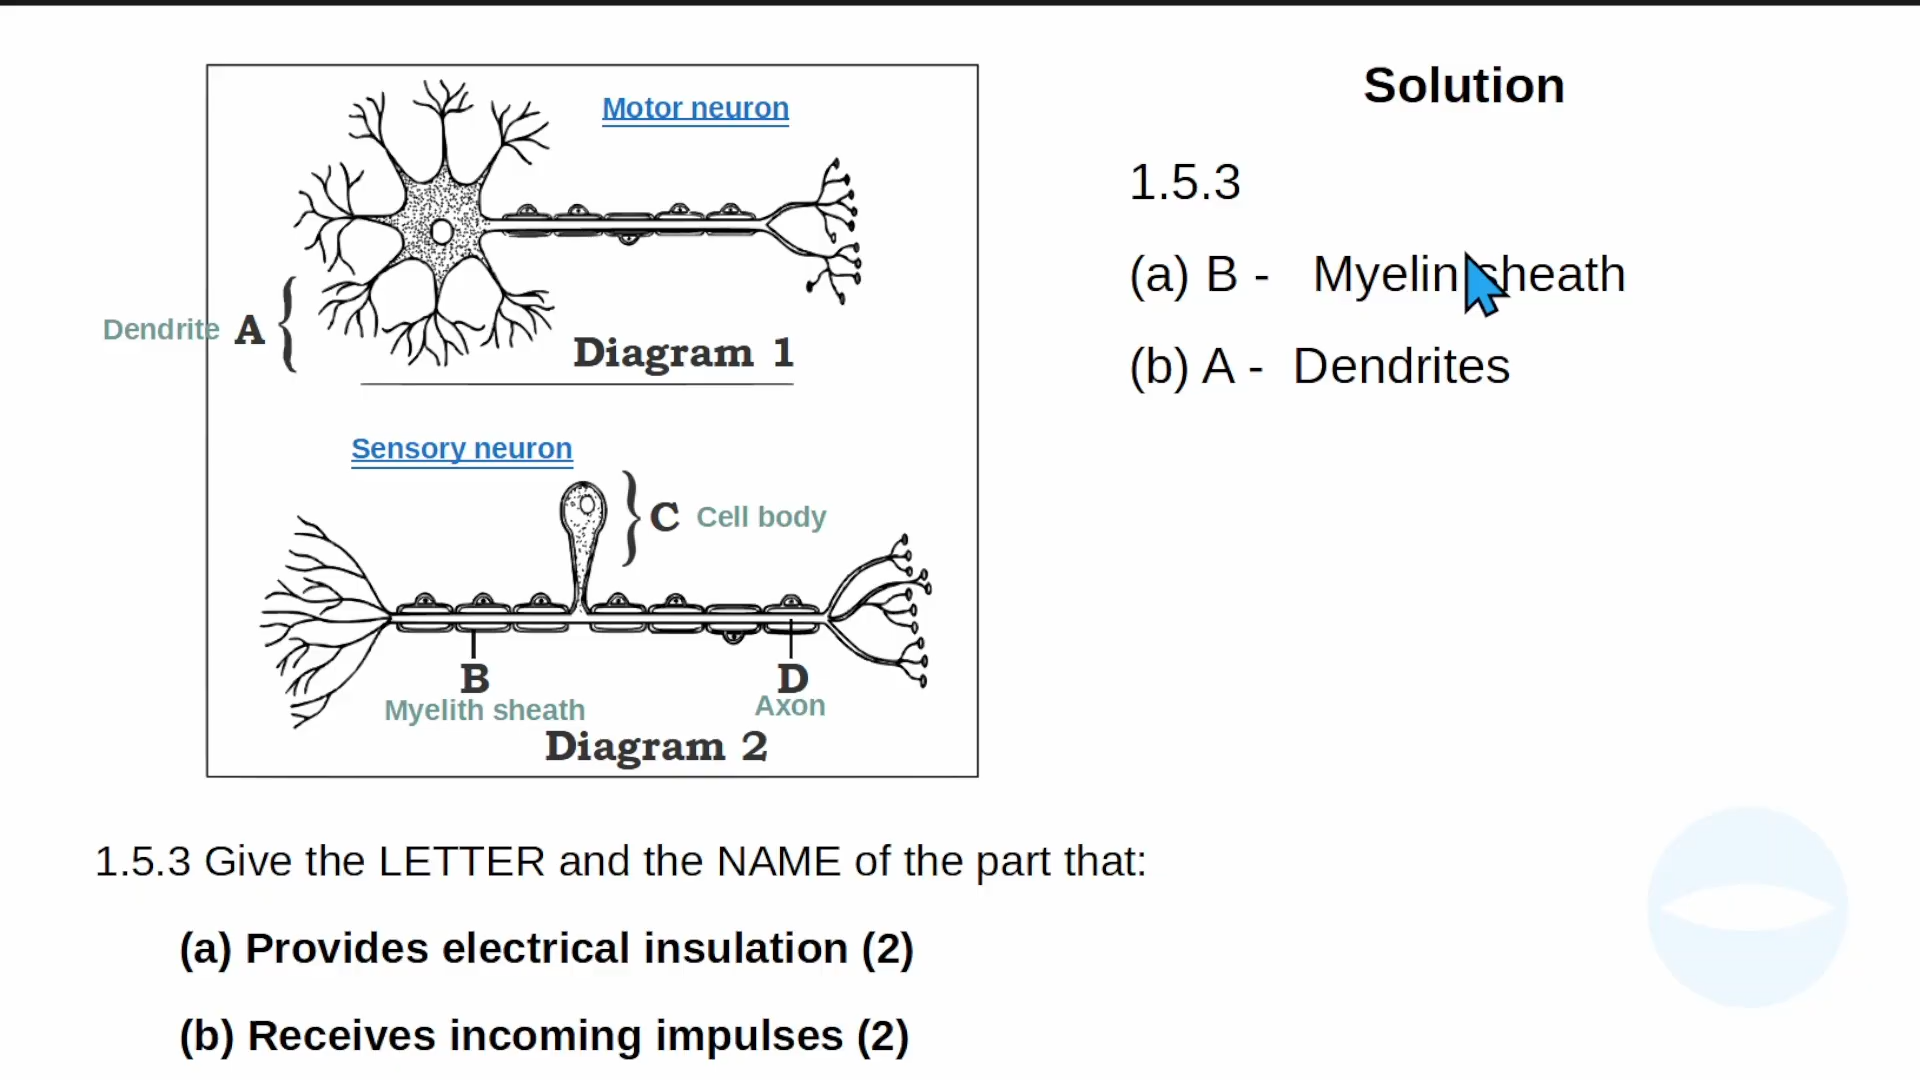 Motor neuron
Dendrite A
Diagram 1
Sensory neuron
C Cell body
B
Myelith sheath
D
Axon
Diagram 2
Solution
1.5.3
(a) B - Myelin sheath
(b) A - Dendrites
1.5.3 Give the LETTER and the NAME of the part that:
(a) Provides electrical insulation (2)
(b) Receives incoming impulses (2)